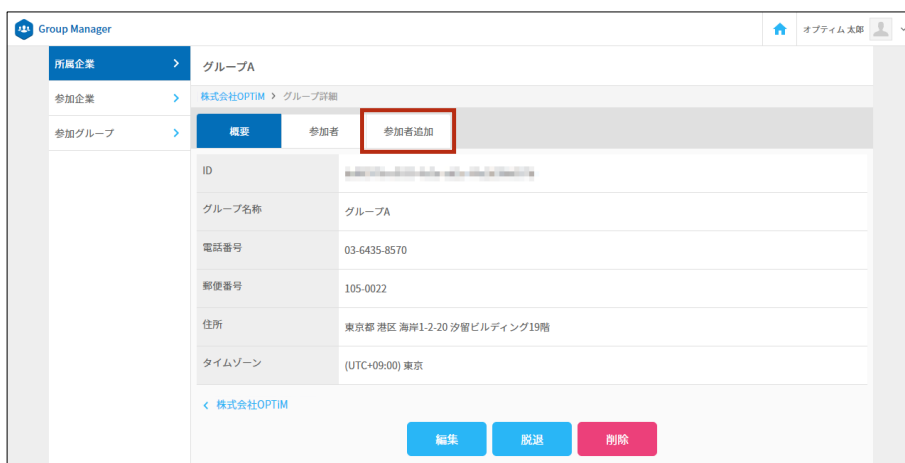 Group Manager
オプティム 太郎
所属企業
参加企業
参加グループ
グループA
株式会社OPTiM > グループ詳細
概要 参加者 参加者追加
ID
グループ名称 グループA
電話番号 03-6435-8570
郵便番号 105-0022
住所 東京都 港区 海岸1-2-20 汐留ビルディング19階
タイムゾーン (UTC+09:00) 東京
< 株式会社OPTiM
編集 脱退 削除